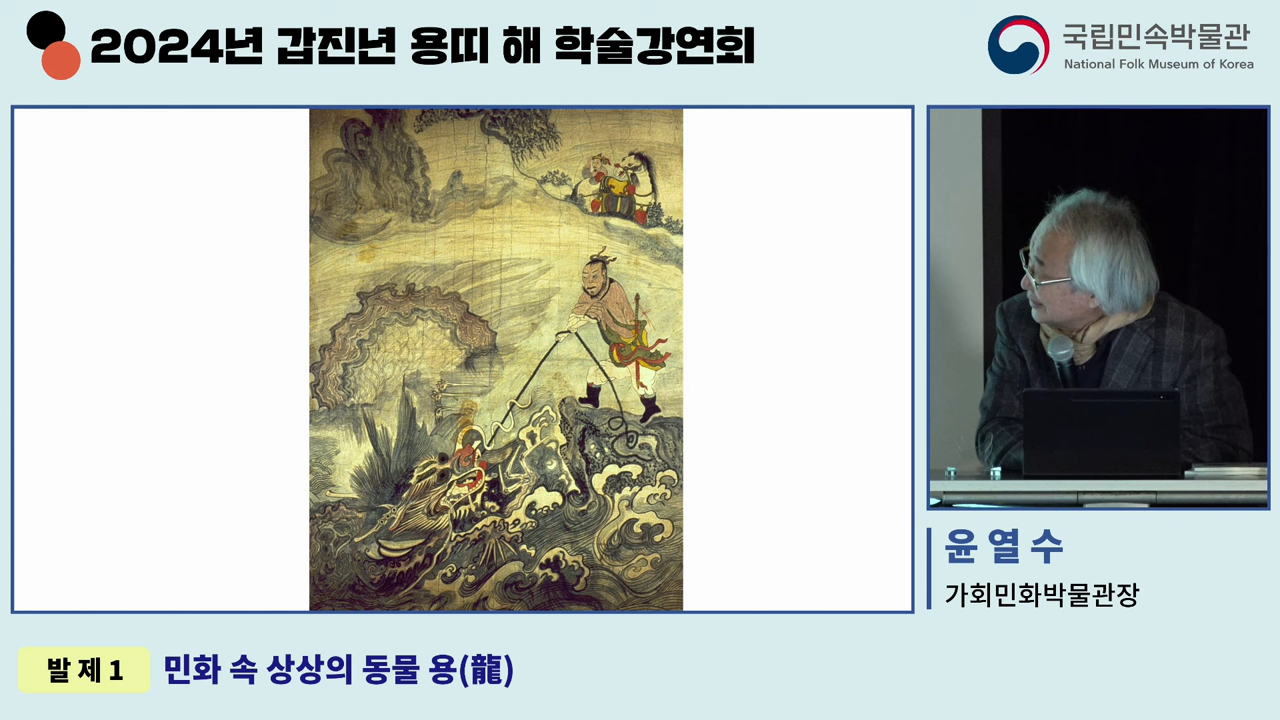 2024년 갑진년 용띠 해 학술강연회
국립민속박물관
National Folk Museum of Korea
윤열수
가회민화박물관장
발제1
민화 속 상상의 동물 용(龍)